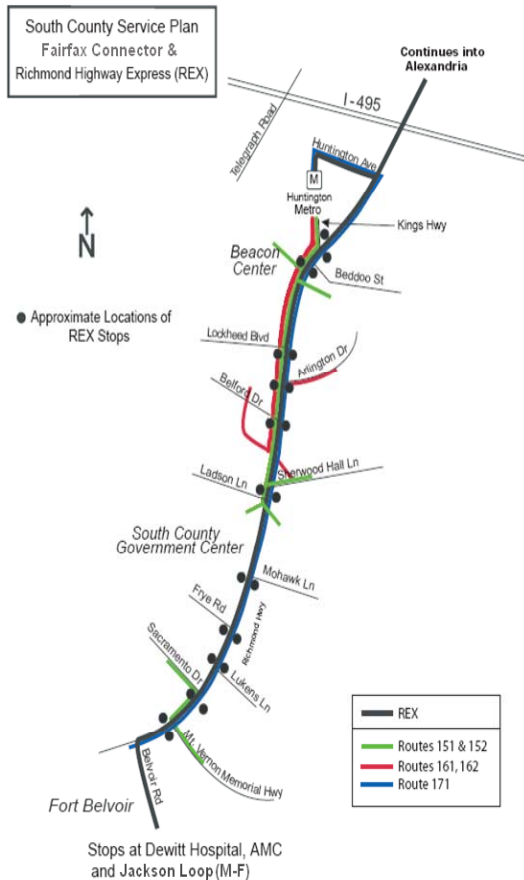 South County Service Plan
Fairfax Connector &
Richmond Highway Express (REX)
Continues into
Alexandria
I-495
Telegraph Road
Huntington Ave
M
Huntington
Metro
Kings Hwy
N
Beacon
Center
Beddoo St
Approximate Locations of
REX Stops
Lockheed Blvd
Arlington Dr
Belford Dr
Sherwood Hall Ln
Ladson Ln
South County
Government Center
Mohawk Ln
Frye Rd
Richmond Hwy
Sacramento Dr
Lukens Ln
Mt. Vernon Memorial Hwy
Belvoir Rd
Fort Belvoir
REX
Routes 151 & 152
Routes 161, 162
Route 171
Stops at Dewitt Hospital, AMC
and Jackson Loop (M-F)